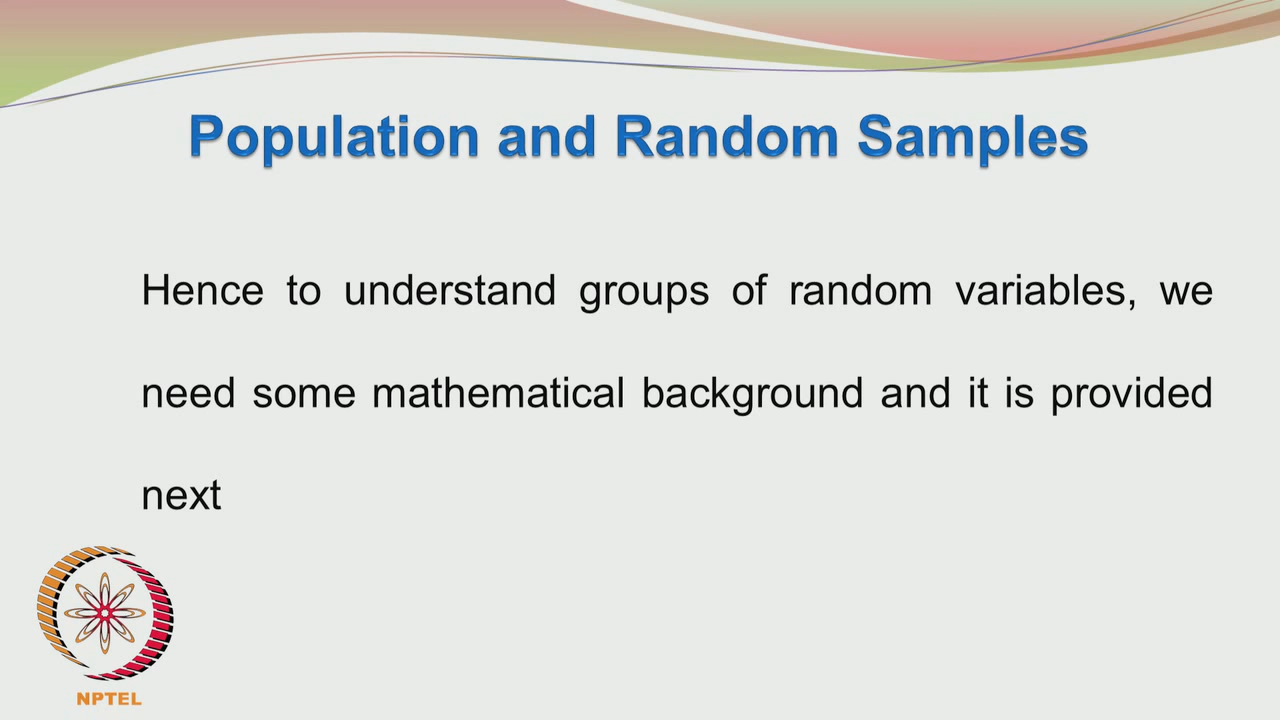 Population and Random Samples
Hence to understand groups of random variables, we
need some mathematical background and it is provided
next
NPTEL